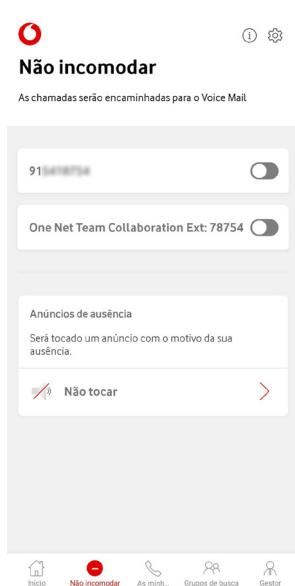 Não incomodar
As chamadas serão encaminhadas para o Voice Mail
91
One Net Team Collaboration Ext: 78754
Anúncios de ausência
Será tocado um anúncio com o motivo da sua
ausência.
Não tocar
Início Não incomodar As minh... Grupos de busca Gestor